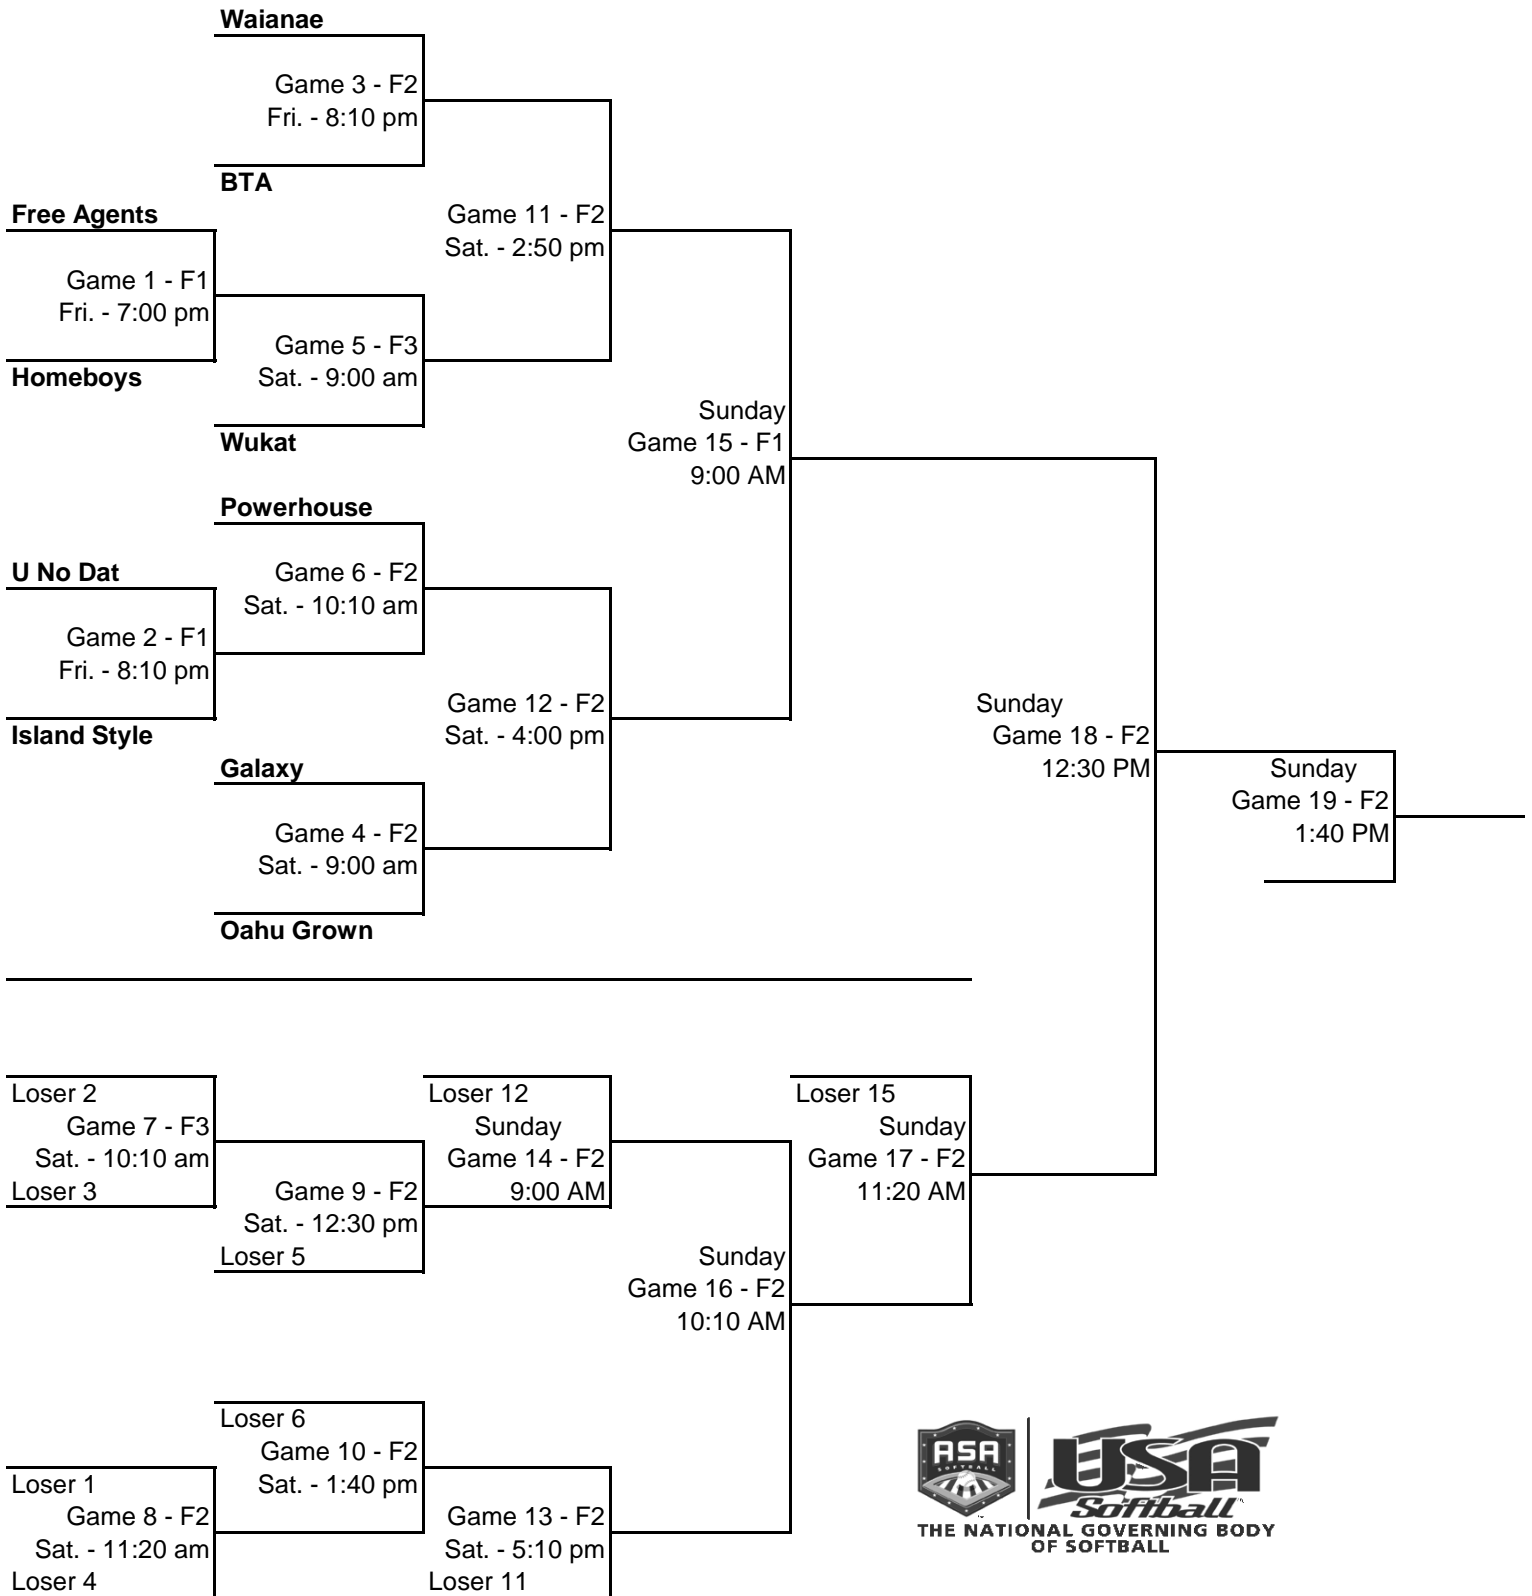 Waianae
Game 3 - F2
Fri. - 8:10 pm
BTA
Free Agents
Game 11 - F2
Sat. - 2:50 pm
Game 1 - F1
Fri. - 7:00 pm
Game 5 - F3
Sat. - 9:00 am
Homeboys
Wukat
Sunday
Game 15 - F1
9:00 AM
Powerhouse
U No Dat
Game 6 - F2
Sat. - 10:10 am
Game 2 - F1
Fri. - 8:10 pm
Island Style
Game 12 - F2
Sat. - 4:00 pm
Sunday
Game 18 - F2
12:30 PM
Galaxy
Sunday
Game 19 - F2
1:40 PM
Game 4 - F2
Sat. - 9:00 am
Oahu Grown
Loser 2
Game 7 - F3
Sat. - 10:10 am
Loser 3
Loser 12
Sunday
Game 14 - F2
9:00 AM
Loser 15
Sunday
Game 17 - F2
11:20 AM
Game 9 - F2
Sat. - 12:30 pm
Loser 5
Sunday
Game 16 - F2
10:10 AM
Loser 6
Game 10 - F2
Sat. - 1:40 pm
Loser 1
Game 8 - F2
Sat. - 11:20 am
Loser 4
Game 13 - F2
Sat. - 5:10 pm
Loser 11
ASA
SOFTBALL
USA
Softball
THE NATIONAL GOVERNING BODY
OF SOFTBALL